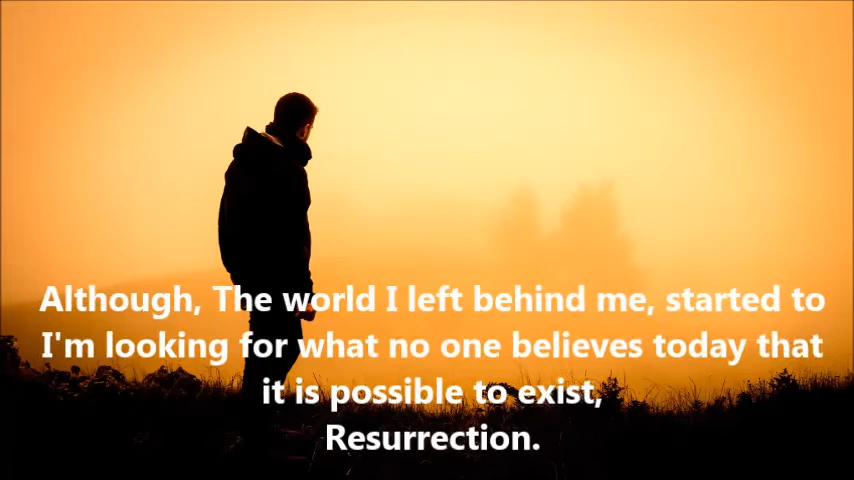 Although, The world I left behind me, started to
I'm looking for what no one believes today that
it is possible to exist,
Resurrection.